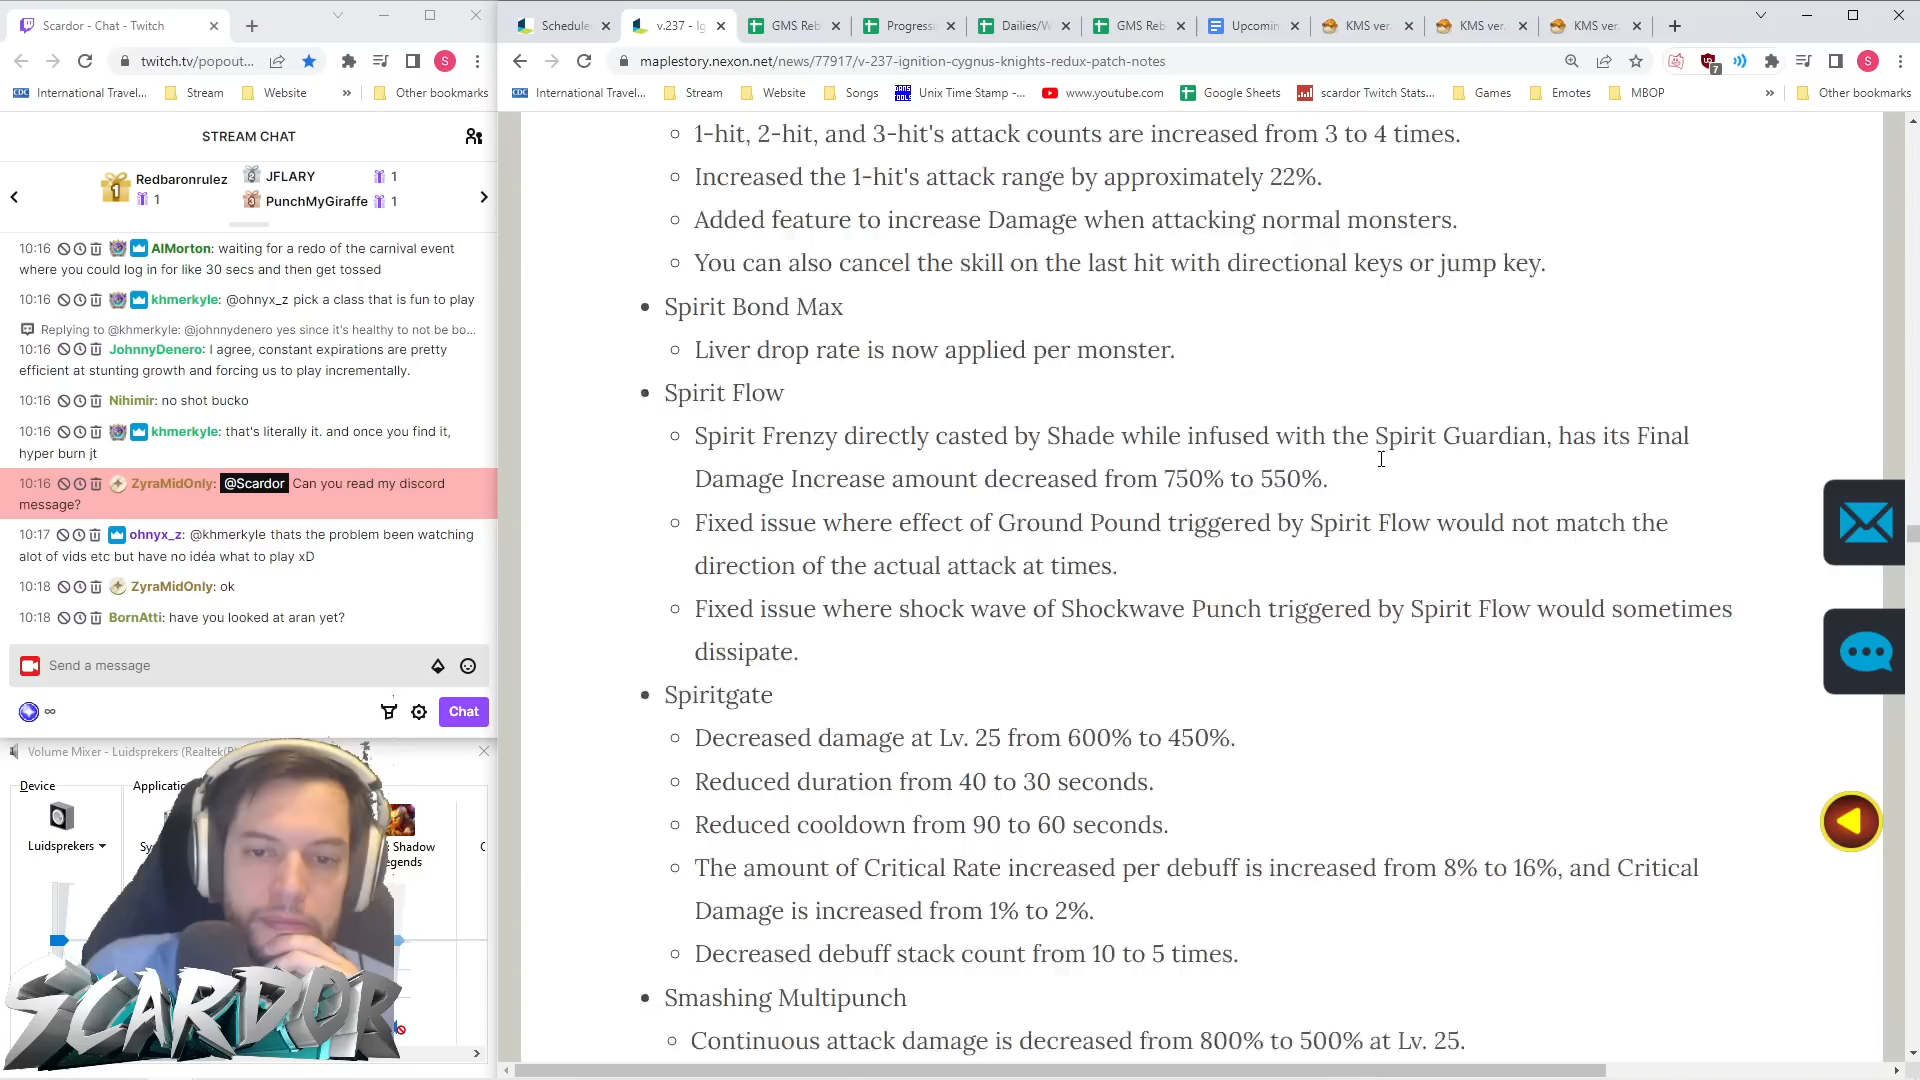 Scardor - Chat - Twitch
twitch.tv/popout...
S
International Travel...
Stream
Website
»
Other bookmarks
STREAM CHAT
Redbaronrulez
1
JFLARY 1
PunchMyGiraffe 1
10:16 AlMorton: waiting for a redo of the carnival event
where you could log in for like 30 secs and then get tossed
10:16 khmerkyle: @ohnyx_z pick a class that is fun to play
Replying to @khmerkyle: @johnnydenero yes since it's healthy to not be bo...
10:16 JohnnyDenero: I agree, constant expirations are pretty
efficient at stunting growth and forcing us to play incrementally.
10:16 Nihimir: no shot bucko
10:16 khmerkyle: that's literally it. and once you find it,
hyper burn jt
10:16 ZyraMidOnly: @Scardor Can you read my discord
message?
10:17 ohnyx_z: @khmerkyle thats the problem been watching
alot of vids etc but have no idéa what to play xD
10:18 ZyraMidOnly: ok
10:18 BornAtti: have you looked at aran yet?
Send a message
∞
Chat
Volume Mixer - Luidsprekers (Realtek(R)
Device
Applicatio
Luidsprekers
Sy
: Shadow
egends
SCARDOR
Schedule
v.237 - Ig
GMS Reb
Progress
Dailies/W
GMS Reb
Upcomin
KMS ver.
KMS ver.
KMS ver.
maplestory.nexon.net/news/77917/v-237-ignition-cygnus-knights-redux-patch-notes
7
S
International Travel...
Stream
Website
Songs
Unix Time Stamp -...
www.youtube.com
Google Sheets
scardor Twitch Stats...
Games
Emotes
MBOP
»
Other bookmarks
1-hit, 2-hit, and 3-hit's attack counts are increased from 3 to 4 times.
Increased the 1-hit's attack range by approximately 22%.
Added feature to increase Damage when attacking normal monsters.
You can also cancel the skill on the last hit with directional keys or jump key.
Spirit Bond Max
Liver drop rate is now applied per monster.
Spirit Flow
Spirit Frenzy directly casted by Shade while infused with the Spirit Guardian, has its Final
Damage Increase amount decreased from 750% to 550%.
Fixed issue where effect of Ground Pound triggered by Spirit Flow would not match the
direction of the actual attack at times.
Fixed issue where shock wave of Shockwave Punch triggered by Spirit Flow would sometimes
dissipate.
Spiritgate
Decreased damage at Lv. 25 from 600% to 450%.
Reduced duration from 40 to 30 seconds.
Reduced cooldown from 90 to 60 seconds.
The amount of Critical Rate increased per debuff is increased from 8% to 16%, and Critical
Damage is increased from 1% to 2%.
Decreased debuff stack count from 10 to 5 times.
Smashing Multipunch
Continuous attack damage is decreased from 800% to 500% at Lv. 25.